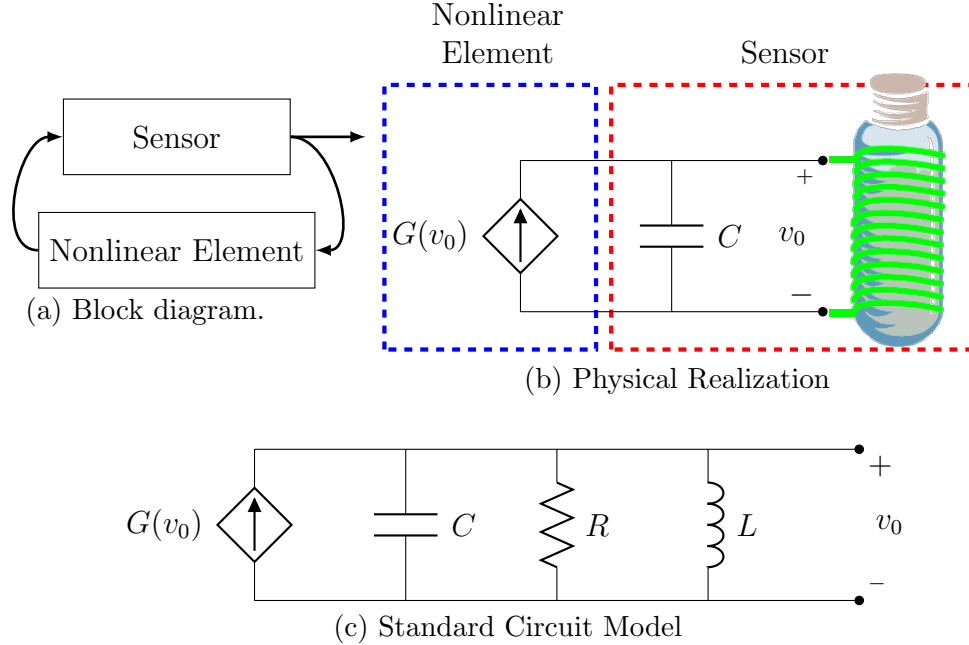 Nonlinear
Element
Sensor
Sensor
Nonlinear Element
(a) Block diagram.
G(v₀)
C
+
v₀
−
(b) Physical Realization
G(v₀)
C
R
L
+
v₀
−
(c) Standard Circuit Model